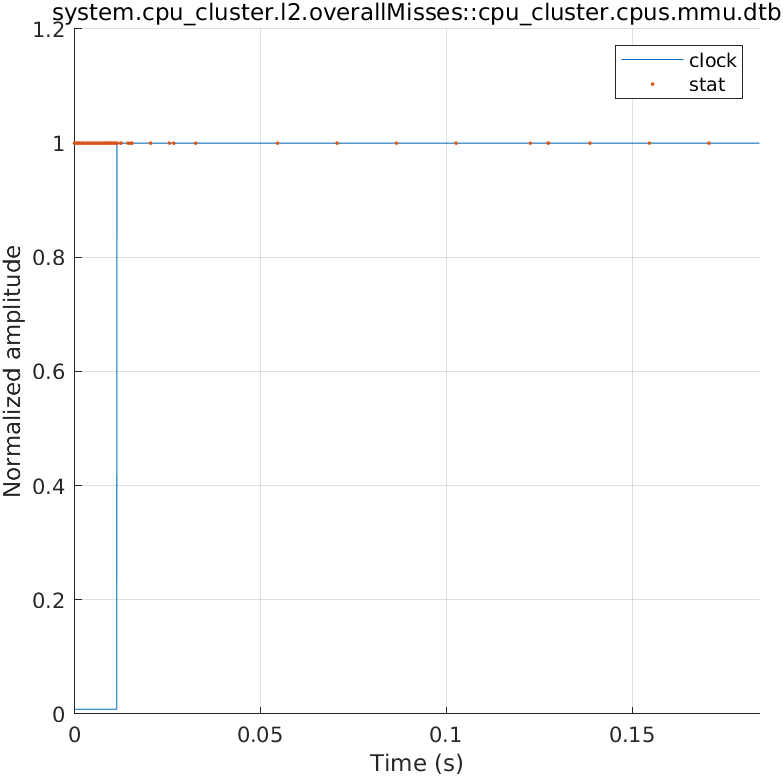 system.cpu_cluster.l2.overallMisses::cpu_cluster.cpus.mmu.dtb
clock
stat
Normalized amplitude
1.2
1
0.8
0.6
0.4
0.2
0
0
0.05
0.1
0.15
Time (s)